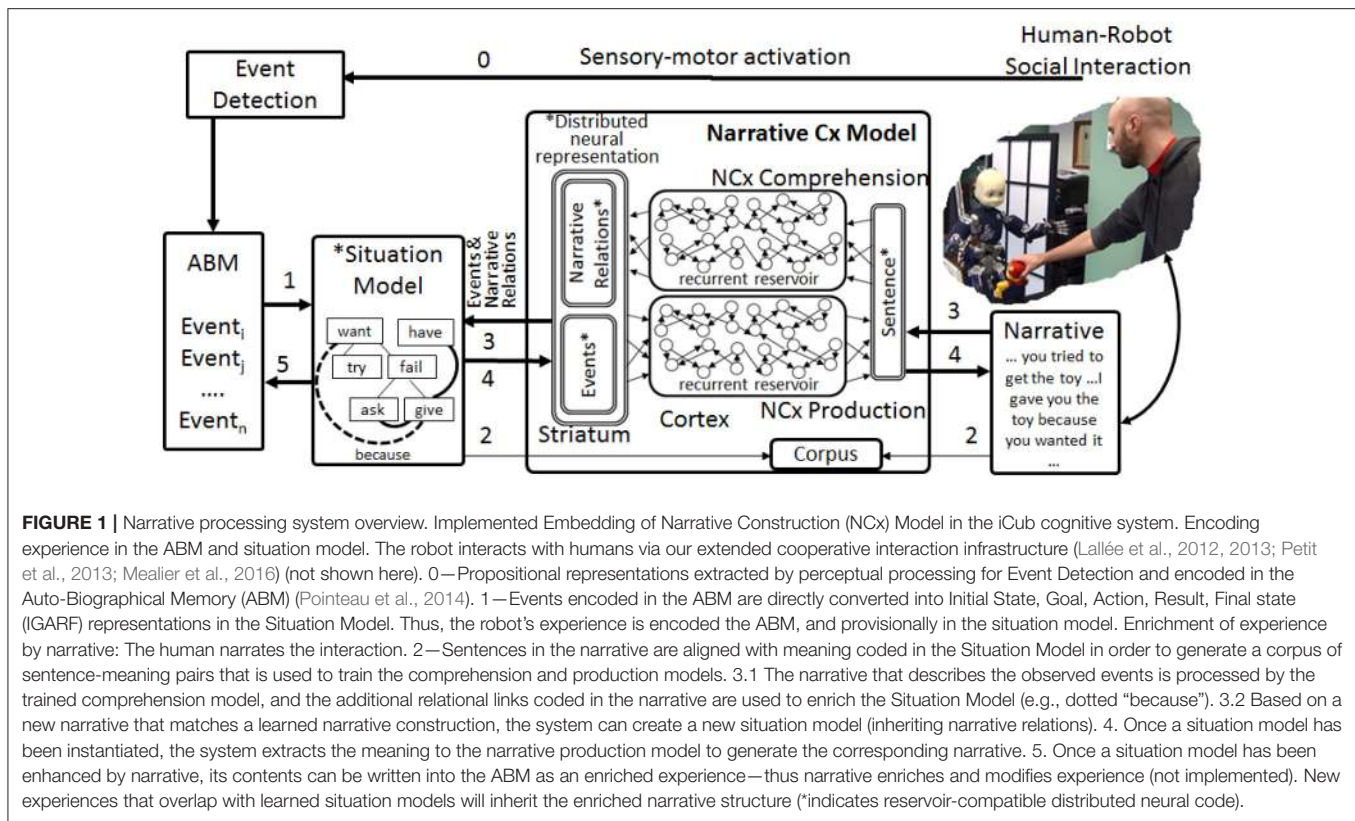 0
Sensory-motor activation
Human-Robot
Social Interaction
Event
Detection
*Distributed
neural
representation
Narrative Cx Model
NCx Comprehension
Narrative
Relations*
recurrent reservoir
Sentence*
ABM
Event_i
Event_j
....
Event_n
1
5
*Situation
Model
want
have
try
fail
ask
give
because
Events &
Narrative
Relations
3
4
2
Events*
recurrent reservoir
Striatum
Cortex
NCx Production
Corpus
3
4
2
Narrative
... you tried to
get the toy ...I
gave you the
toy because
you wanted it
...
FIGURE 1 | Narrative processing system overview. Implemented Embedding of Narrative Construction (NCx) Model in the iCub cognitive system. Encoding
experience in the ABM and situation model. The robot interacts with humans via our extended cooperative interaction infrastructure (Lallée et al., 2012, 2013; Petit
et al., 2013; Mealier et al., 2016) (not shown here). 0—Propositional representations extracted by perceptual processing for Event Detection and encoded in the
Auto-Biographical Memory (ABM) (Pointeau et al., 2014). 1—Events encoded in the ABM are directly converted into Initial State, Goal, Action, Result, Final state
(IGARF) representations in the Situation Model. Thus, the robot's experience is encoded the ABM, and provisionally in the situation model. Enrichment of experience
by narrative: The human narrates the interaction. 2—Sentences in the narrative are aligned with meaning coded in the Situation Model in order to generate a corpus of
sentence-meaning pairs that is used to train the comprehension and production models. 3.1 The narrative that describes the observed events is processed by the
trained comprehension model, and the additional relational links coded in the narrative are used to enrich the Situation Model (e.g., dotted "because"). 3.2 Based on a
new narrative that matches a learned narrative construction, the system can create a new situation model (inheriting narrative relations). 4. Once a situation model has
been instantiated, the system extracts the meaning to the narrative production model to generate the corresponding narrative. 5. Once a situation model has been
enhanced by narrative, its contents can be written into the ABM as an enriched experience—thus narrative enriches and modifies experience (not implemented). New
experiences that overlap with learned situation models will inherit the enriched narrative structure (*indicates reservoir-compatible distributed neural code).